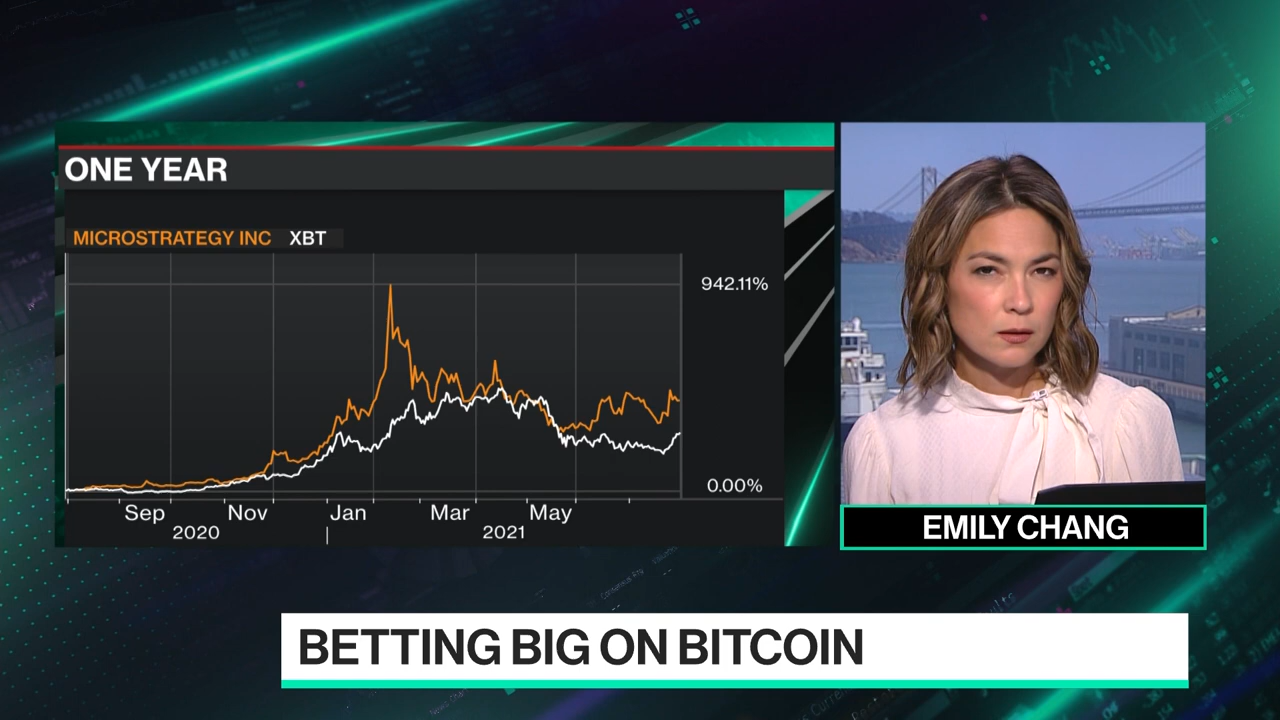 ONE YEAR
MICROSTRATEGY INC XBT
942.11%
0.00%
Sep Nov Jan Mar May
2020 2021
EMILY CHANG
BETTING BIG ON BITCOIN